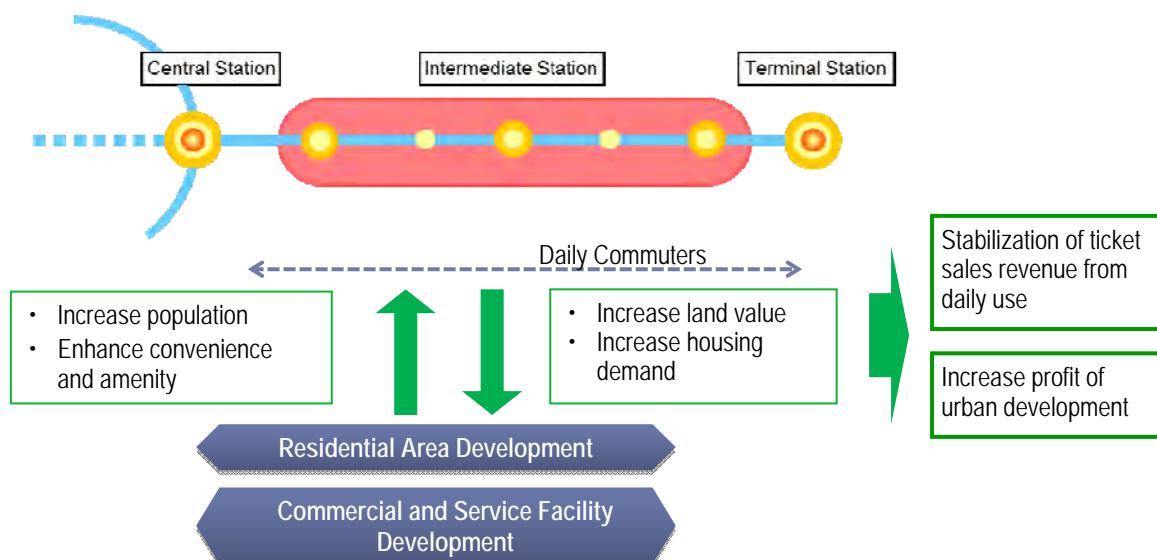 Central Station
Intermediate Station
Terminal Station
Daily Commuters
・ Increase population
・ Enhance convenience
and amenity
・ Increase land value
・ Increase housing
demand
Stabilization of ticket
sales revenue from
daily use
Increase profit of
urban development
Residential Area Development
Commercial and Service Facility
Development